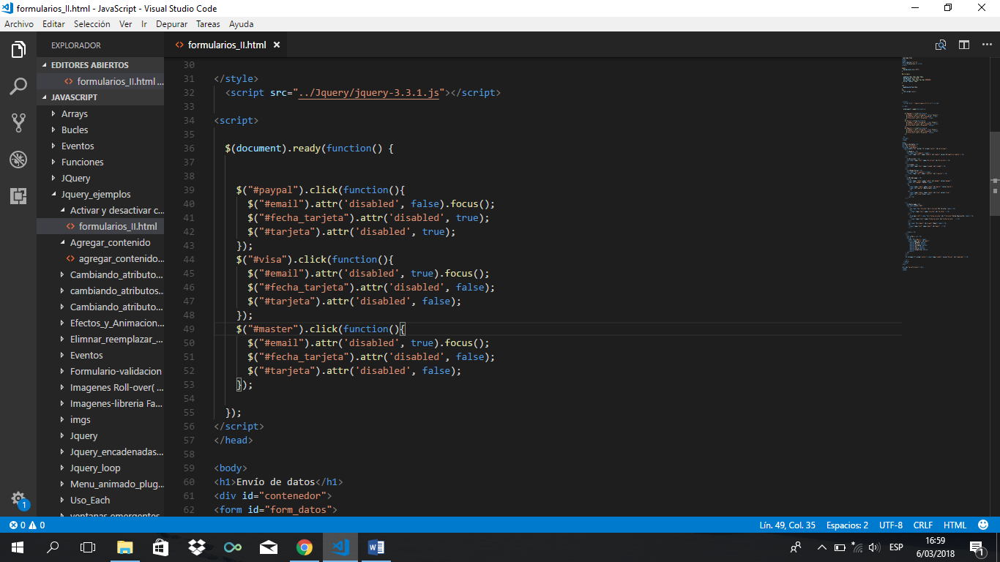 formularios_II.html - JavaScript - Visual Studio Code
Archivo Editar Selección Ver Ir Depurar Tareas Ayuda
EXPLORADOR
EDITORES ABIERTOS
formularios_II.html ...
JAVASCRIPT
Arrays
Bucles
Eventos
Funciones
JQuery
Jquery_ejemplos
Activar y desactivar c...
formularios_II.html
Agregar_contenido
agregar_contenido...
Cambiando_atributo...
cambiando_atributos...
Cambiando_atributo...
Efectos_y_Animacion...
Elimnar_reemplazar_...
Eventos
Formulario-validacion
Imagenes Roll-over( ...
Imagenes-libreria Fa...
imgs
Jquery
Jquery_encadenadas...
Jquery_loop
Menu_animado_plug...
Uso_Each
ventanas emergentes
1
formularios_II.html
30
31 </style>
32 <script src="../Jquery/jquery-3.3.1.js"></script>
33
34 <script>
35
36 $(document).ready(function() {
37
38
39 $("#paypal").click(function(){
40 $("#email").attr('disabled', false).focus();
41 $("#fecha_tarjeta").attr('disabled', true);
42 $("#tarjeta").attr('disabled', true);
43 });
44 $("#visa").click(function(){
45 $("#email").attr('disabled', true).focus();
46 $("#fecha_tarjeta").attr('disabled', false);
47 $("#tarjeta").attr('disabled', false);
48 });
49 $("#master").click(function(){
50 $("#email").attr('disabled', true).focus();
51 $("#fecha_tarjeta").attr('disabled', false);
52 $("#tarjeta").attr('disabled', false);
53 });
54
55 });
56 </script>
57 </head>
58
59 <body>
60 <h1>Envío de datos</h1>
61 <div id="contenedor">
62 <form id="form_datos">
0 0 Lín. 49, Col. 35 Espacios: 2 UTF-8 CRLF HTML
ESP
16:59
6/03/2018
1